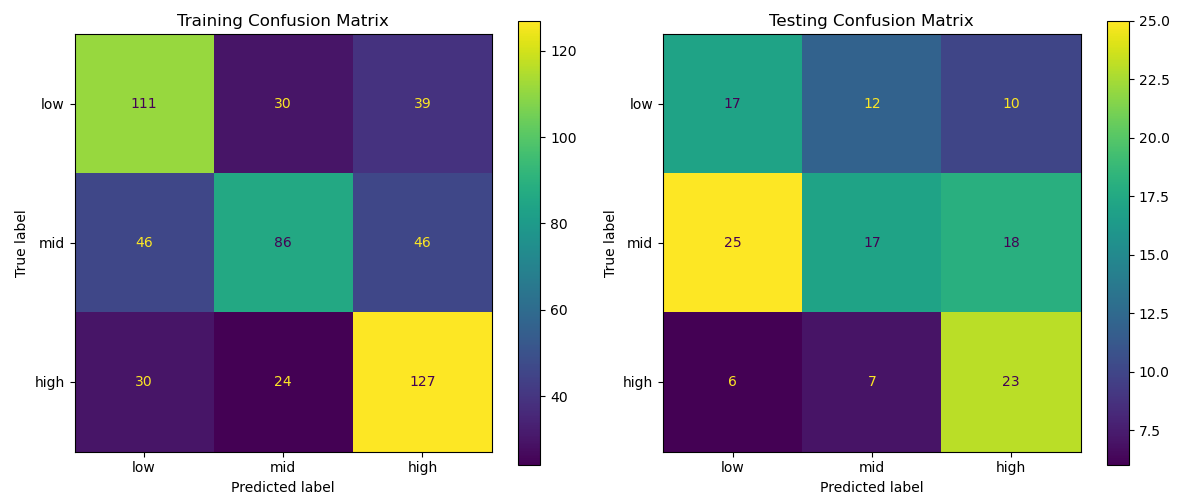 Training Confusion Matrix
True label
low
mid
high
111 30 39
46 86 46
30 24 127
low mid high
Predicted label
120
100
80
60
40
Testing Confusion Matrix
True label
low
mid
high
17 12 10
25 17 18
6 7 23
low mid high
Predicted label
25.0
22.5
20.0
17.5
15.0
12.5
10.0
7.5